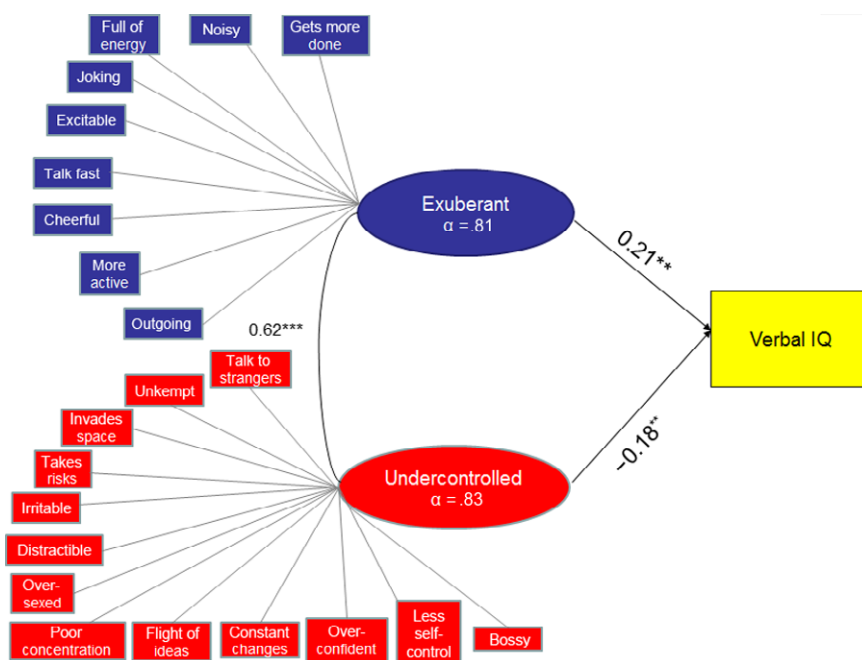 Full of
energy
Noisy
Gets more
done
Joking
Excitable
Talk fast
Cheerful
More
active
Outgoing
Exuberant
α = .81
0.21**
Verbal IQ
0.62***
Talk to
strangers
Unkempt
Invades
space
Takes
risks
Irritable
Distractible
Over-
sexed
Poor
concentration
Flight of
ideas
Constant
changes
Over-
confident
Less
self-
control
Bossy
Undercontrolled
α = .83
−0.18**